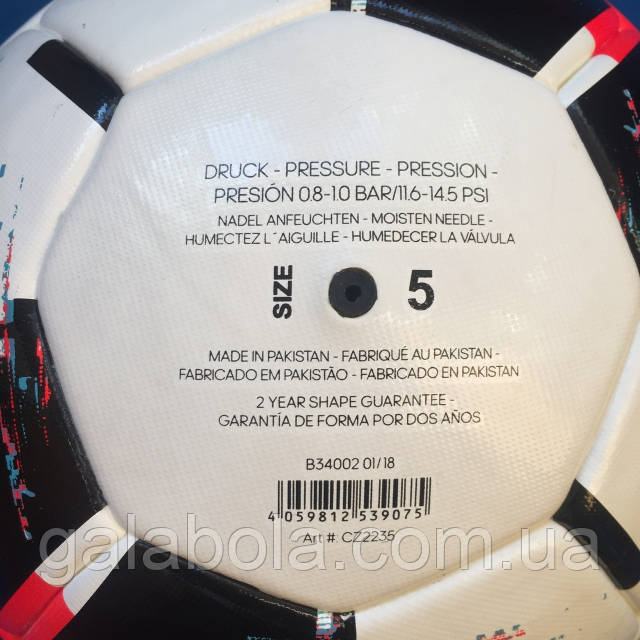 DRUCK - PRESSURE - PRESSION -
PRESIÓN 0.8-1.0 BAR/11.6-14.5 PSI
NADEL ANFEUCHTEN - MOISTEN NEEDLE -
HUMECTEZ L´AIGUILLE - HUMEDECER LA VÁLVULA
SIZE 5
MADE IN PAKISTAN - FABRIQUÉ AU PAKISTAN -
FABRICADO EM PAKISTÃO - FABRICADO EN PAKISTAN
2 YEAR SHAPE GUARANTEE -
GARANTÍA DE FORMA POR DOS AÑOS
B34002 01/18
4 059812 539075
Art #: CZ2235
galabola.com.ua